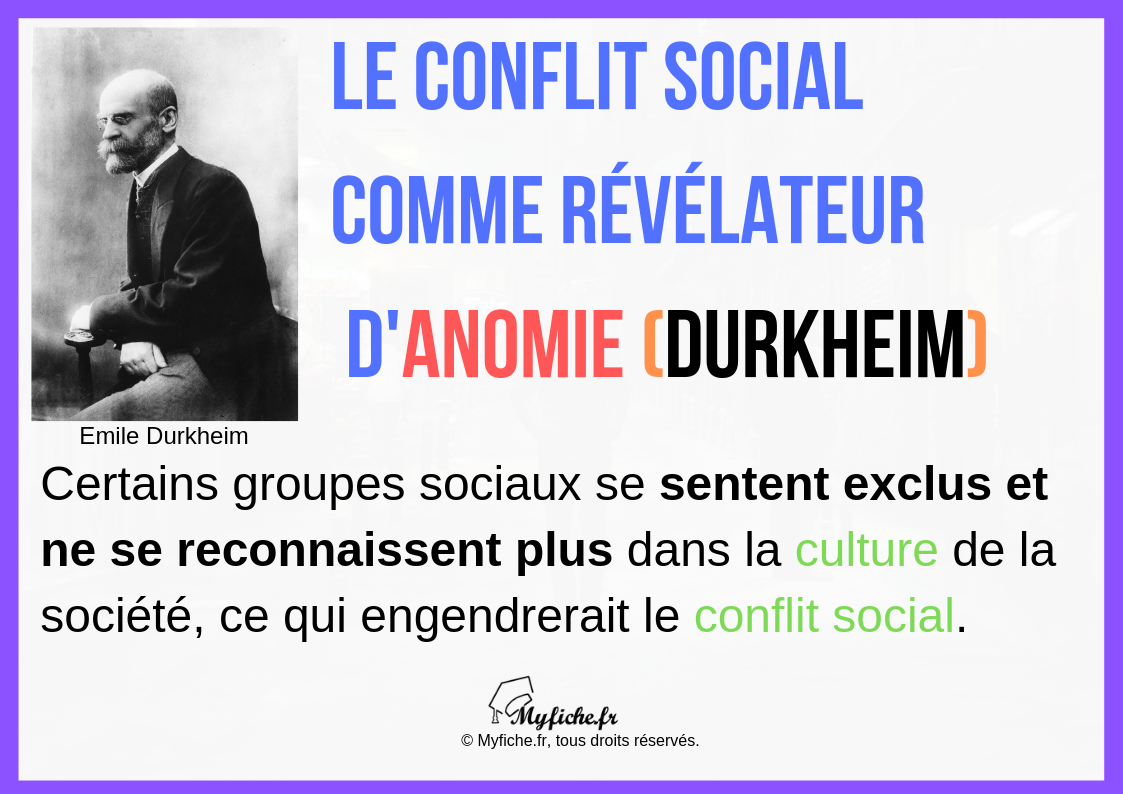 LE CONFLIT SOCIAL
COMME RÉVÉLATEUR
D'ANOMIE (DURKHEIM)
Emile Durkheim
Certains groupes sociaux se sentent exclus et
ne se reconnaissent plus dans la culture de la
société, ce qui engendrerait le conflit social.
Myfiche.fr
© Myfiche.fr, tous droits réservés.